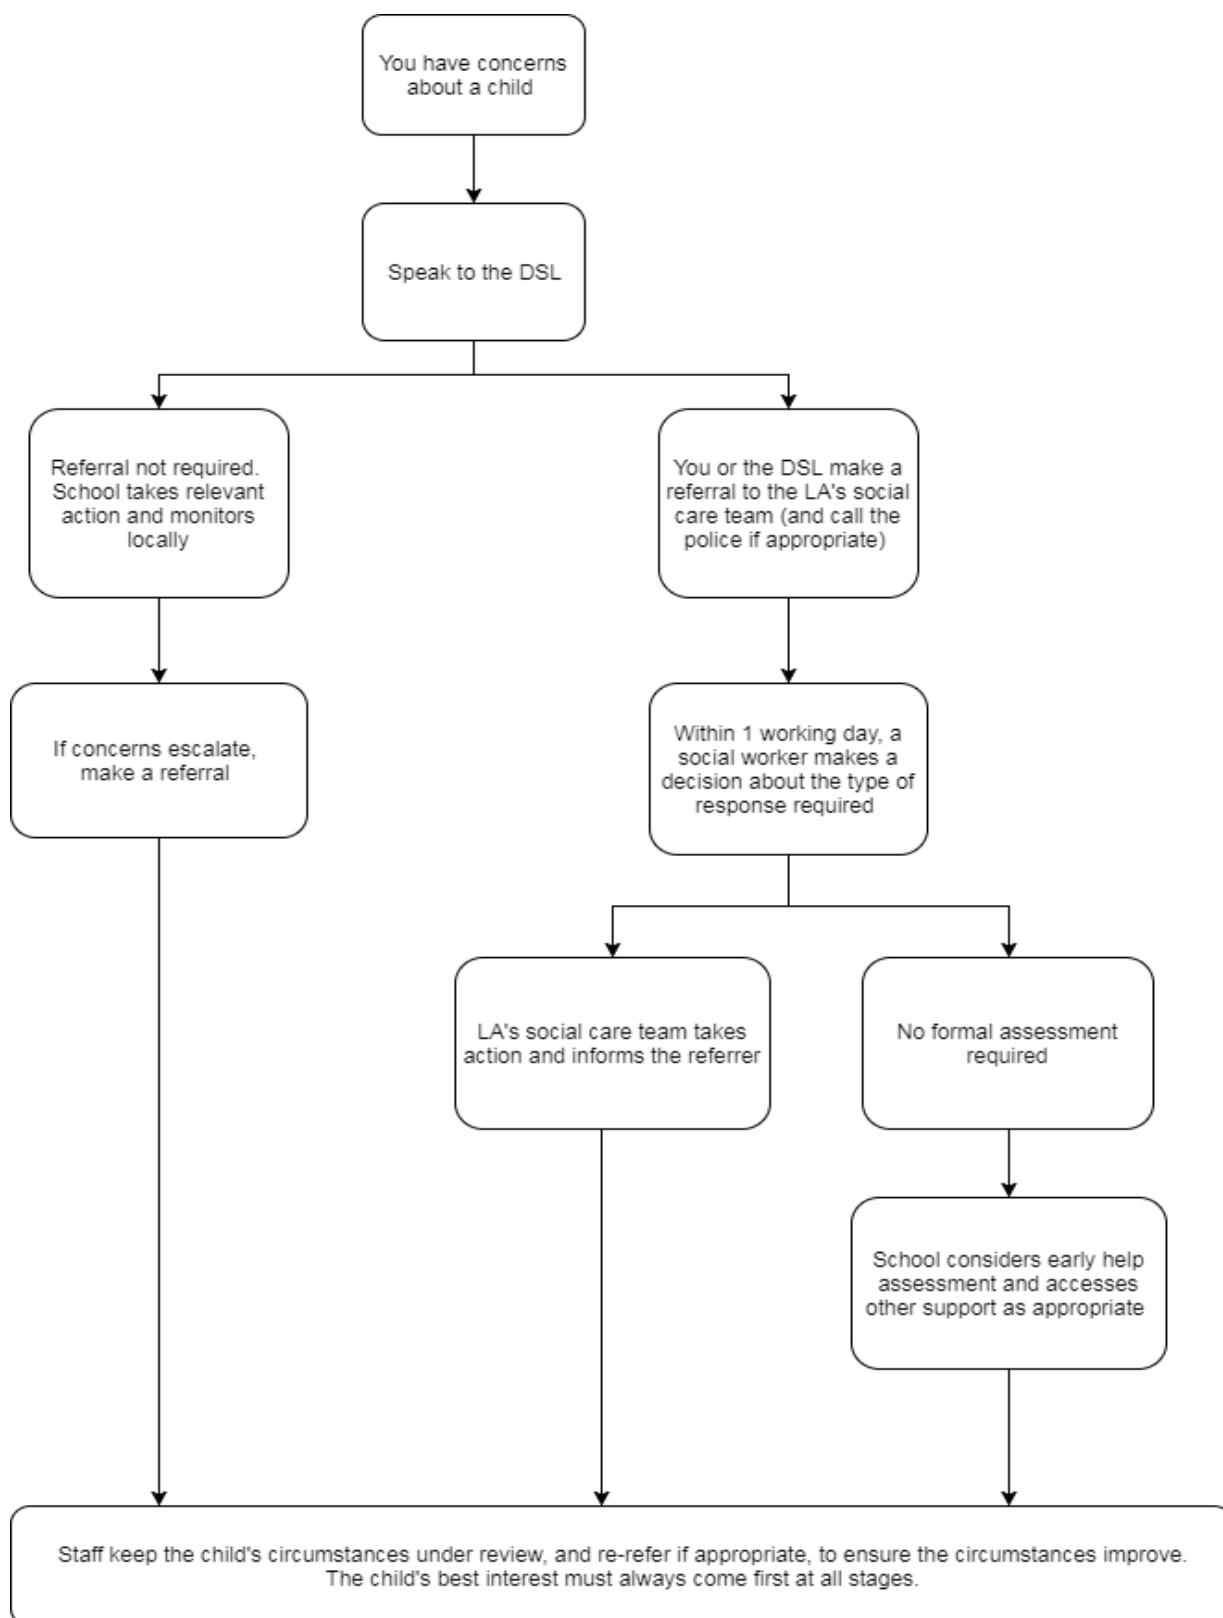 You have concerns
about a child
Speak to the DSL
Referral not required.
School takes relevant
action and monitors
locally
You or the DSL make a
referral to the LA's social
care team (and call the
police if appropriate)
If concerns escalate,
make a referral
Within 1 working day, a
social worker makes a
decision about the type of
response required
LA's social care team takes
action and informs the referrer
No formal assessment
required
School considers early help
assessment and accesses
other support as appropriate
Staff keep the child's circumstances under review, and re-refer if appropriate, to ensure the circumstances improve.
The child's best interest must always come first at all stages.